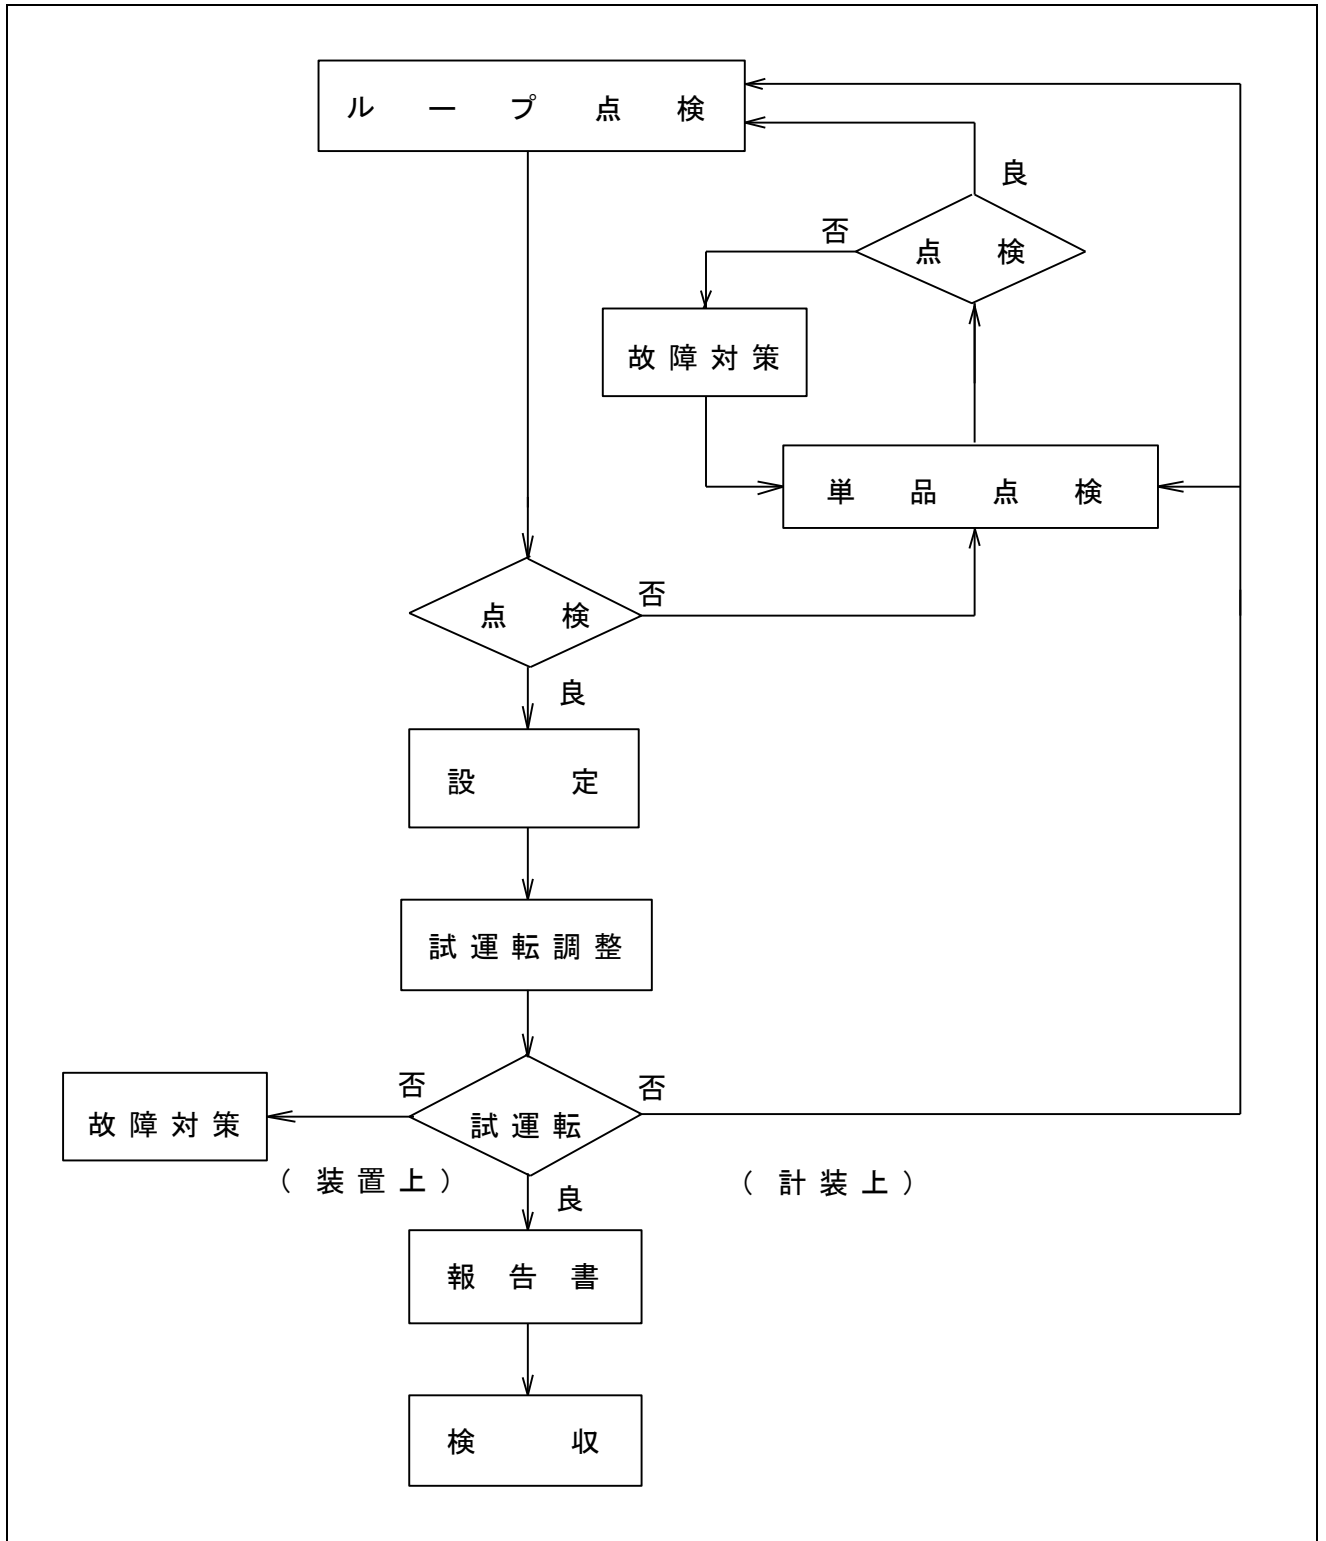 ループ点検
良
否
点検
故障対策
単品点検
否
点検
良
設定
試運転調整
否
否
故障対策
試運転
(装置上)
(計装上)
良
報告書
検収